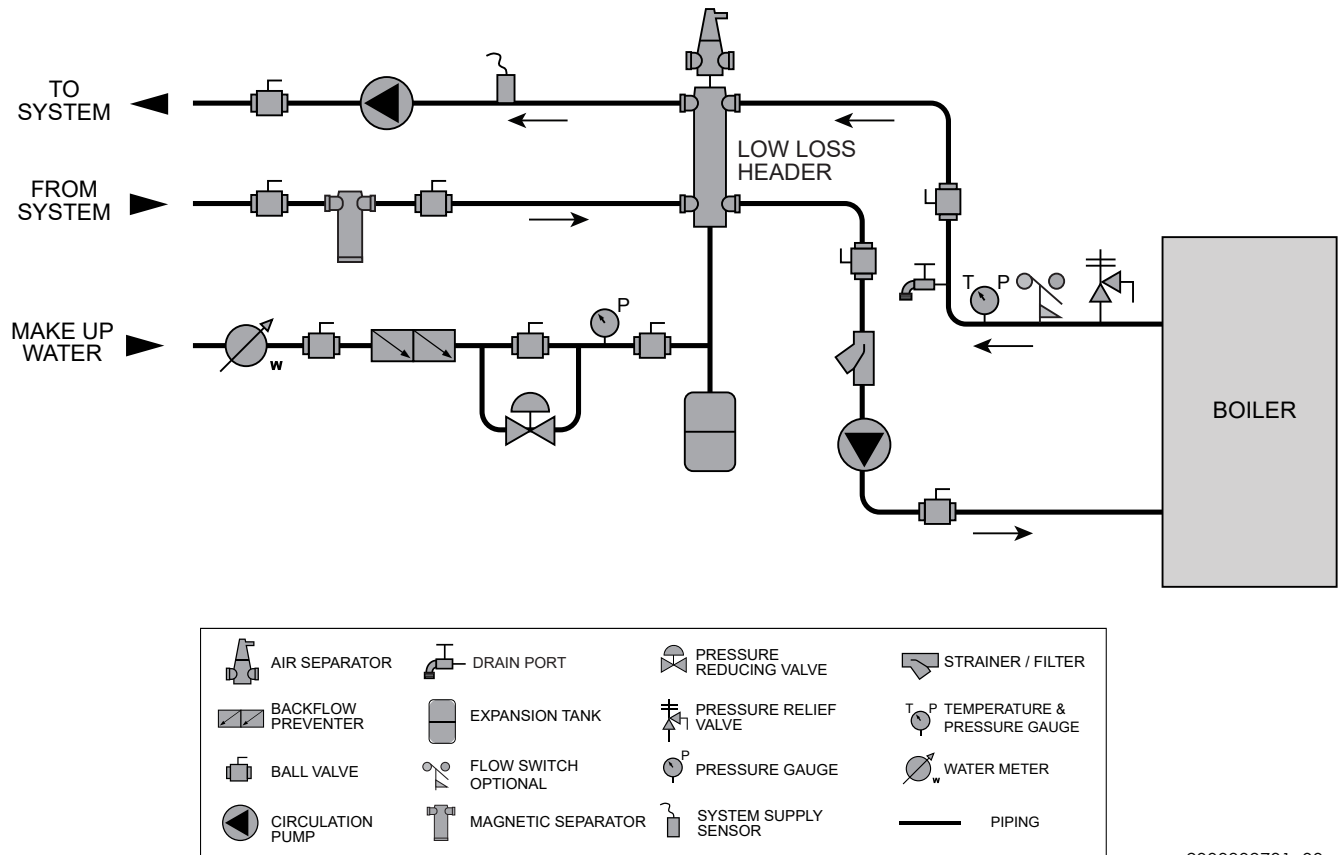 TO
SYSTEM
LOW LOSS
HEADER
FROM
SYSTEM
T P
P
MAKE UP
WATER
w
BOILER
AIR SEPARATOR
DRAIN PORT
PRESSURE
REDUCING VALVE
STRAINER / FILTER
BACKFLOW
PREVENTER
EXPANSION TANK
PRESSURE RELIEF
VALVE
T P
TEMPERATURE &
PRESSURE GAUGE
BALL VALVE
FLOW SWITCH
OPTIONAL
P
PRESSURE GAUGE
w
WATER METER
CIRCULATION
PUMP
MAGNETIC SEPARATOR
SYSTEM SUPPLY
SENSOR
PIPING